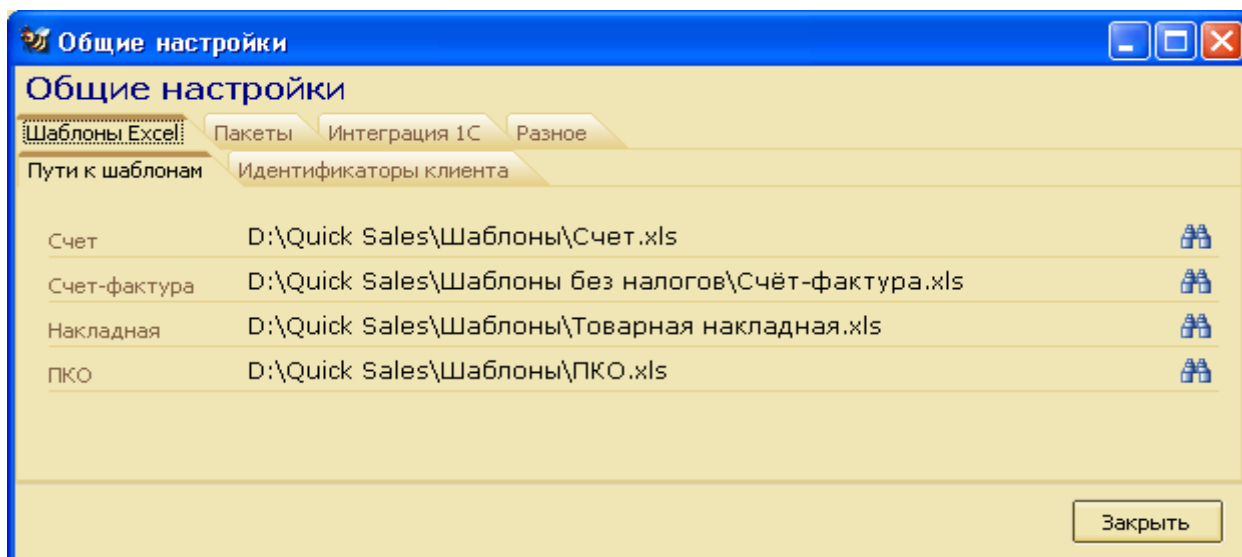 Общие настройки
Общие настройки
Шаблоны Excel Пакеты Интеграция 1С Разное
Пути к шаблонам Идентификаторы клиента
Счет D:\Quick Sales\Шаблоны\Счет.xls
Счет-фактура D:\Quick Sales\Шаблоны без налогов\Счёт-фактура.xls
Накладная D:\Quick Sales\Шаблоны\Товарная накладная.xls
ПКО D:\Quick Sales\Шаблоны\ПКО.xls
Закрыть